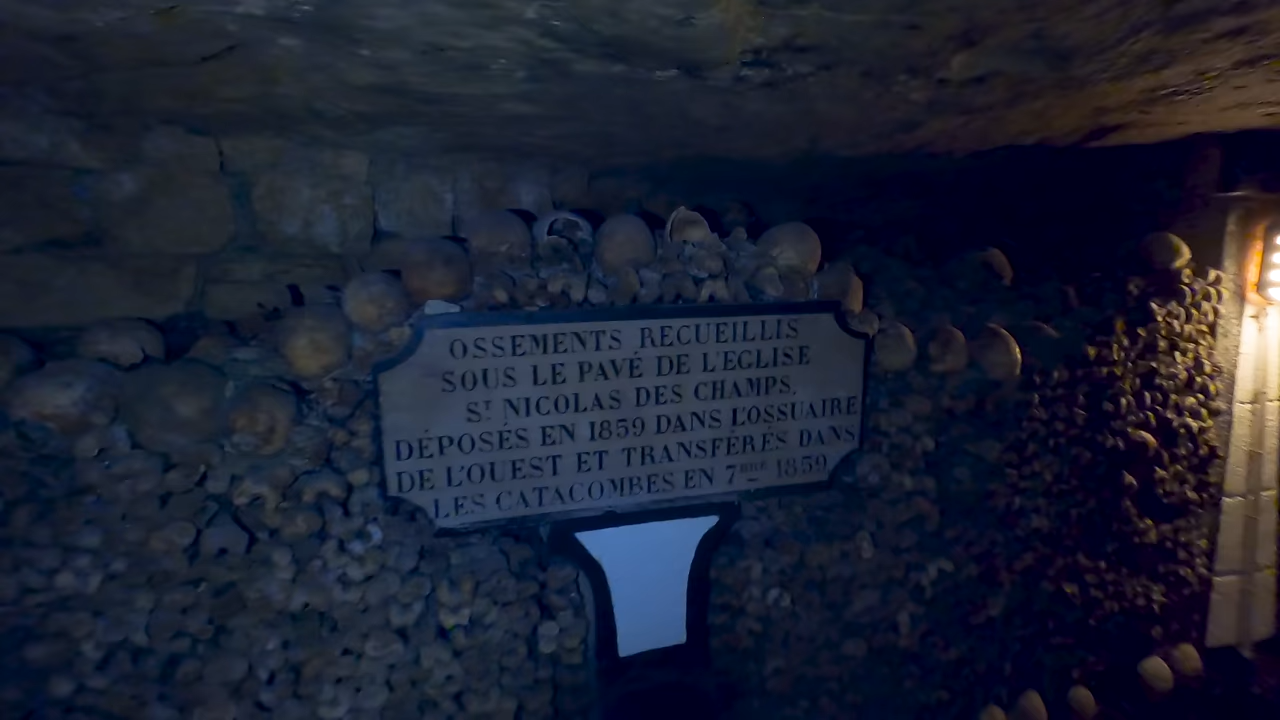 OSSEMENTS RECUEILLIS
SOUS LE PAVÉ DE L'EGLISE
ST NICOLAS DES CHAMPS,
DÉPOSÉS EN 1859 DANS L'OSSUAIRE
DE L'OUEST ET TRANSFÉRÉS DANS
LES CATACOMBES EN 7BRE 1859